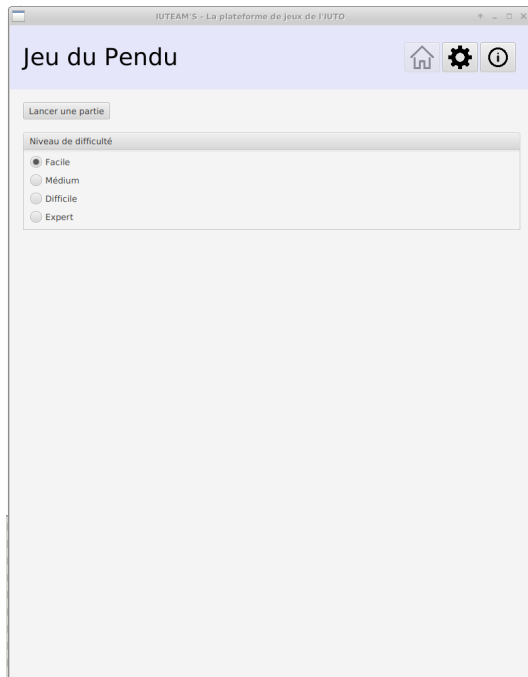 IUTEAM'S - La plateforme de jeux de l'IUTO
Jeu du Pendu
Lancer une partie
Niveau de difficulté
Facile
Médium
Difficile
Expert